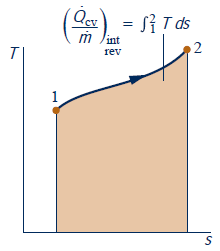 (Q̇cv / ṁ) int rev = ∫₁² T ds
T
2
1
s